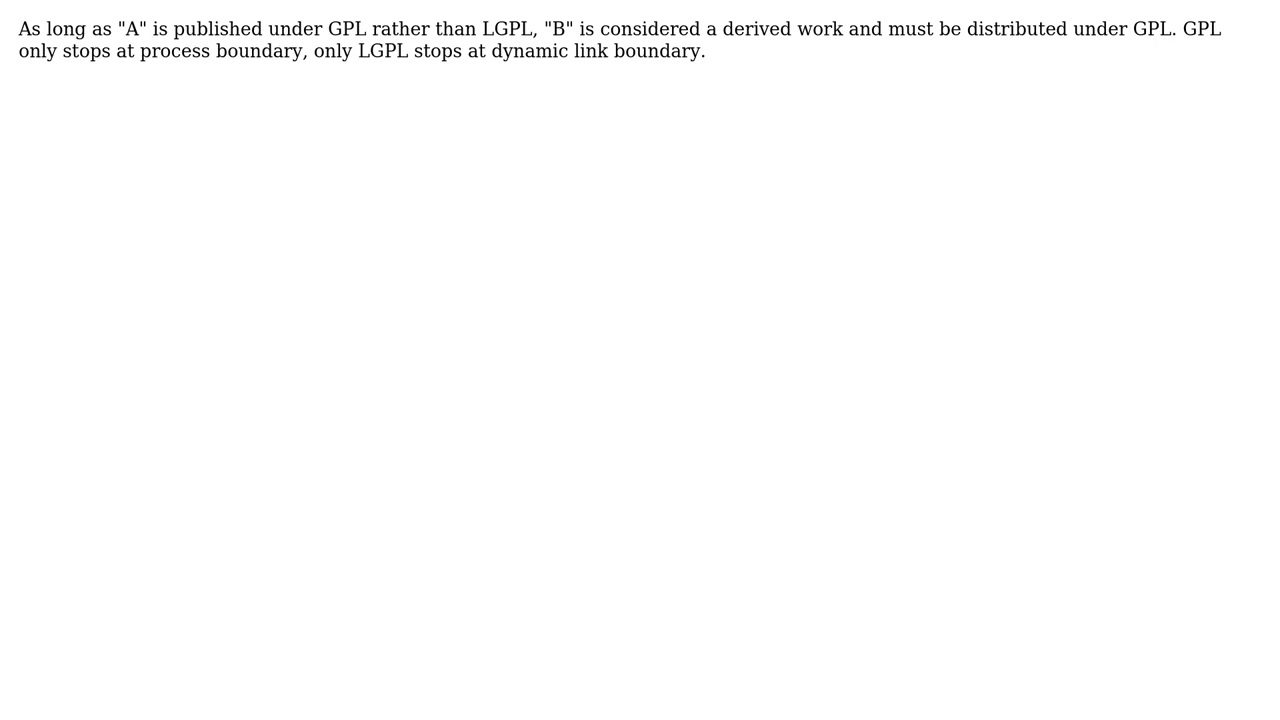 As long as "A" is published under GPL rather than LGPL, "B" is considered a derived work and must be distributed under GPL. GPL
only stops at process boundary, only LGPL stops at dynamic link boundary.